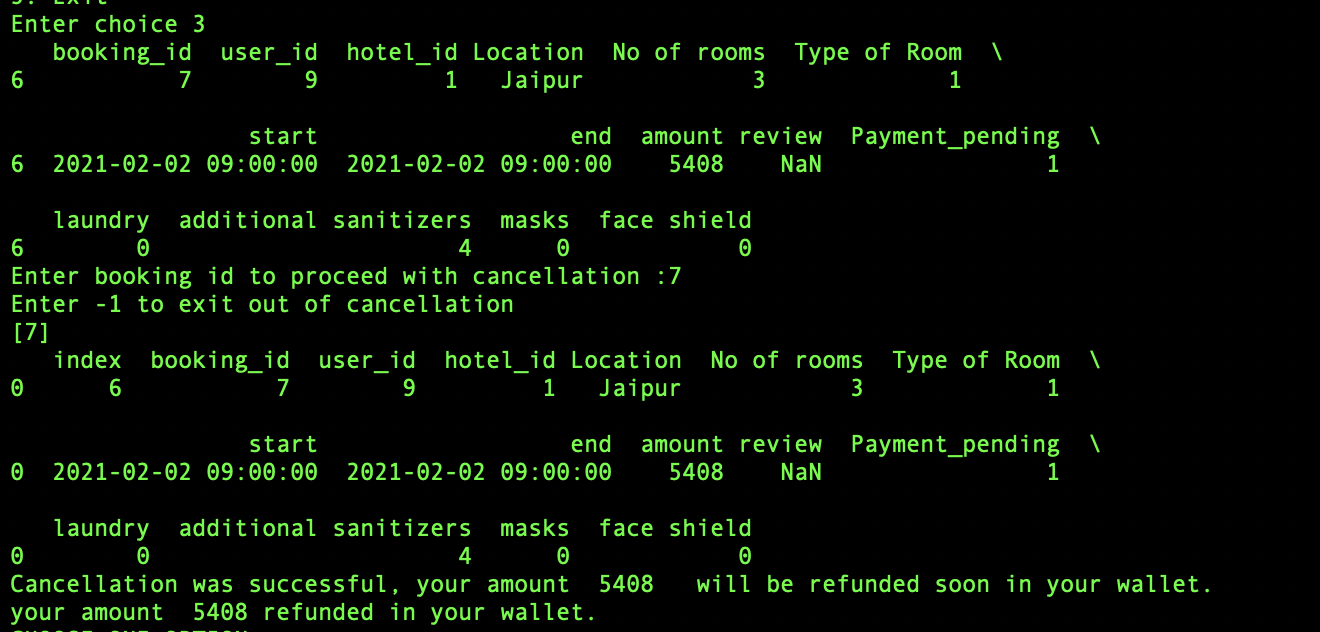 Enter choice 3
booking_id user_id hotel_id Location No of rooms Type of Room \
6 7 9 1 Jaipur 3 1
start end amount review Payment_pending \
6 2021-02-02 09:00:00 2021-02-02 09:00:00 5408 NaN 1
laundry additional sanitizers masks face shield
6 0 4 0 0
Enter booking id to proceed with cancellation :7
Enter -1 to exit out of cancellation
[7]
index booking_id user_id hotel_id Location No of rooms Type of Room \
0 6 7 9 1 Jaipur 3 1
start end amount review Payment_pending \
0 2021-02-02 09:00:00 2021-02-02 09:00:00 5408 NaN 1
laundry additional sanitizers masks face shield
0 0 4 0 0
Cancellation was successful, your amount 5408 will be refunded soon in your wallet.
your amount 5408 refunded in your wallet.